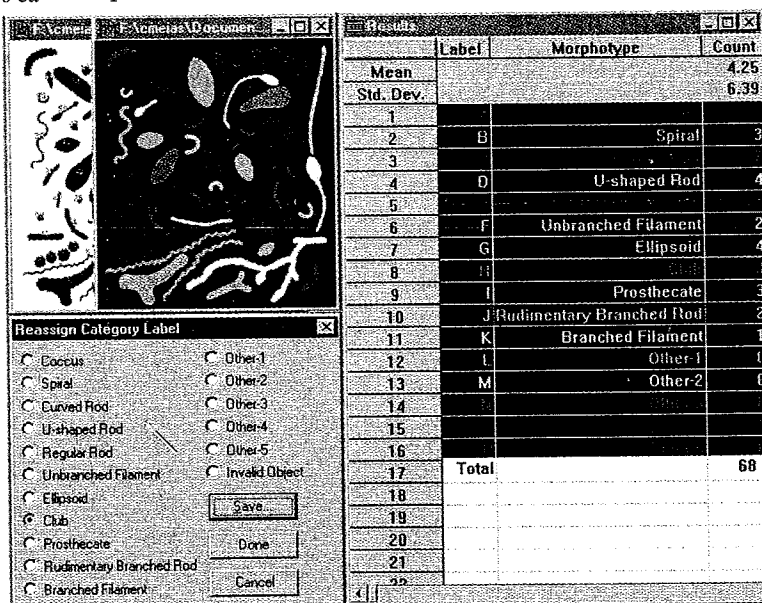 F:\cmeias\Documen
Results
Label Morphotype Count
Mean 4.25
Std. Dev. 6.39
1
2 B Spiral 3
3
4 D U-shaped Rod 4
5
6 F Unbranched Filament 2
7 G Ellipsoid 4
8 H Club
9 I Prosthecate 3
10 J Rudimentary Branched Rod 2
11 K Branched Filament 1
12 L Other-1 0
13 M Other-2 0
14
15
16
17 Total 68
18
19
20
21
22
Reassign Category Label
Coccus
Spiral
Curved Rod
U-shaped Rod
Regular Rod
Unbranched Filament
Ellipsoid
Club
Prosthecate
Rudimentary Branched Rod
Branched Filament
Other-1
Other-2
Other-3
Other-4
Other-5
Invalid Object
Save...
Done
Cancel